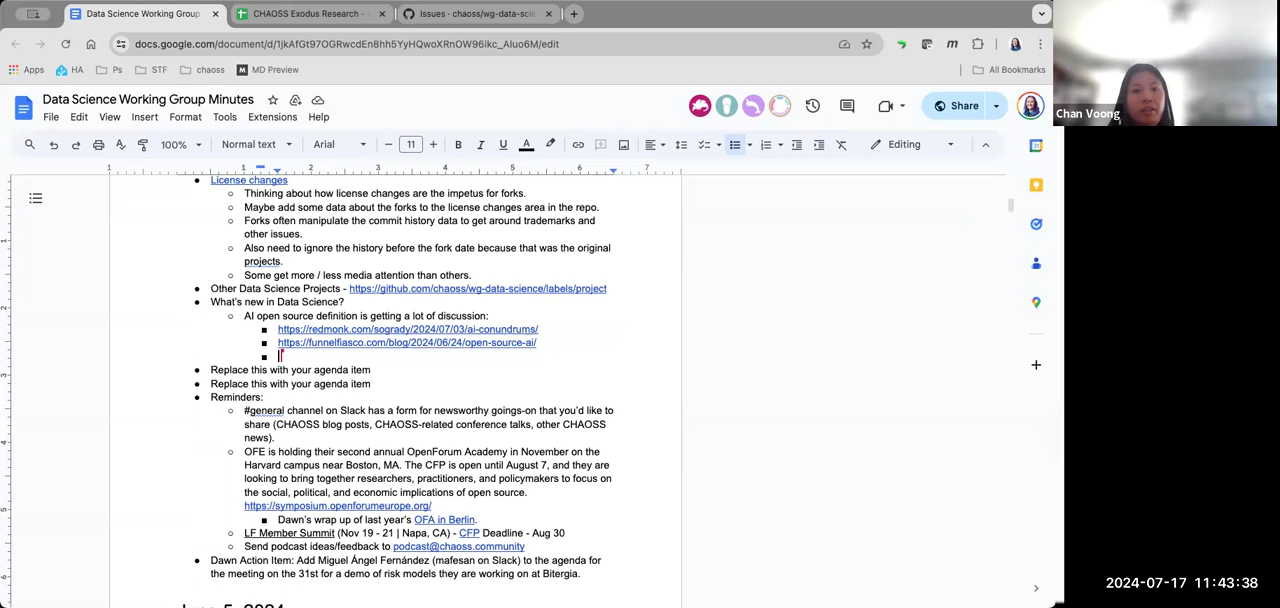 Data Science Working Group
CHAOSS Exodus Research -
Issues · chaoss/wg-data-scie
docs.google.com/document/d/1jkAfGt97OGRwcdEn8hh5YyHQwoXRnOW96ikc_AIuo6M/edit
Apps
HA
Ps
STF
chaoss
MD Preview
All Bookmarks
Chan Voong
Data Science Working Group Minutes
File Edit View Insert Format Tools Extensions Help
Share
100%
Normal text
Arial
11
Editing
1 1 2 3 4 5 6 7
License changes
Thinking about how license changes are the impetus for forks.
Maybe add some data about the forks to the license changes area in the repo.
Forks often manipulate the commit history data to get around trademarks and
other issues.
Also need to ignore the history before the fork date because that was the original
projects.
Some get more / less media attention than others.
Other Data Science Projects - https://github.com/chaoss/wg-data-science/labels/project
What's new in Data Science?
AI open source definition is getting a lot of discussion:
https://redmonk.com/sogrady/2024/07/03/ai-conundrums/
https://funnelfiasco.com/blog/2024/06/24/open-source-ai/
Replace this with your agenda item
Replace this with your agenda item
Reminders:
#general channel on Slack has a form for newsworthy goings-on that you'd like to
share (CHAOSS blog posts, CHAOSS-related conference talks, other CHAOSS
news).
OFE is holding their second annual OpenForum Academy in November on the
Harvard campus near Boston, MA. The CFP is open until August 7, and they are
looking to bring together researchers, practitioners, and policymakers to focus on
the social, political, and economic implications of open source.
https://symposium.openforumeurope.org/
Dawn's wrap up of last year's OFA in Berlin.
LF Member Summit (Nov 19 - 21 | Napa, CA) - CFP Deadline - Aug 30
Send podcast ideas/feedback to podcast@chaoss.community
Dawn Action Item: Add Miguel Ángel Fernández (mafesan on Slack) to the agenda for
the meeting on the 31st for a demo of risk models they are working on at Bitergia.
June 5, 2024
2024-07-17 11:43:38